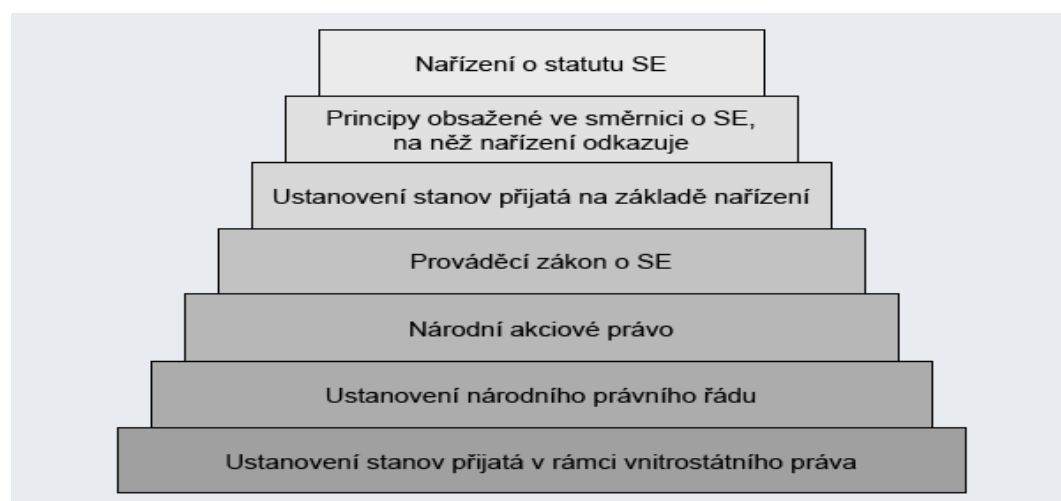 Nařízení o statutu SE
Principy obsažené ve směrnici o SE,
na něž nařízení odkazuje
Ustanovení stanov přijatá na základě nařízení
Prováděcí zákon o SE
Národní akciové právo
Ustanovení národního právního řádu
Ustanovení stanov přijatá v rámci vnitrostátního práva